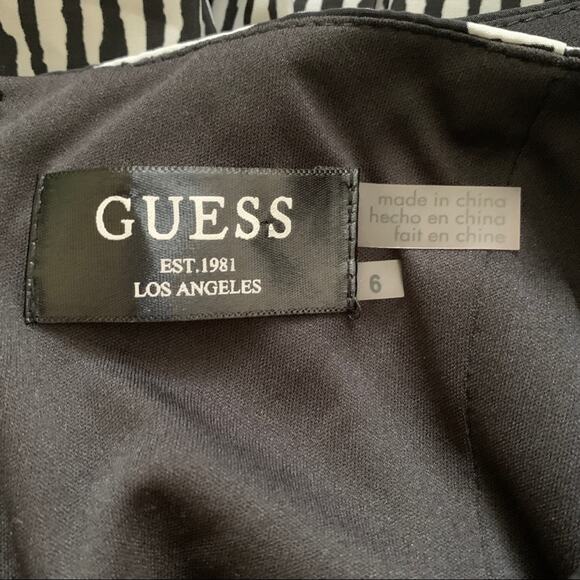 GUESS
EST.1981
LOS ANGELES
made in china
hecho en china
fait en chine
6